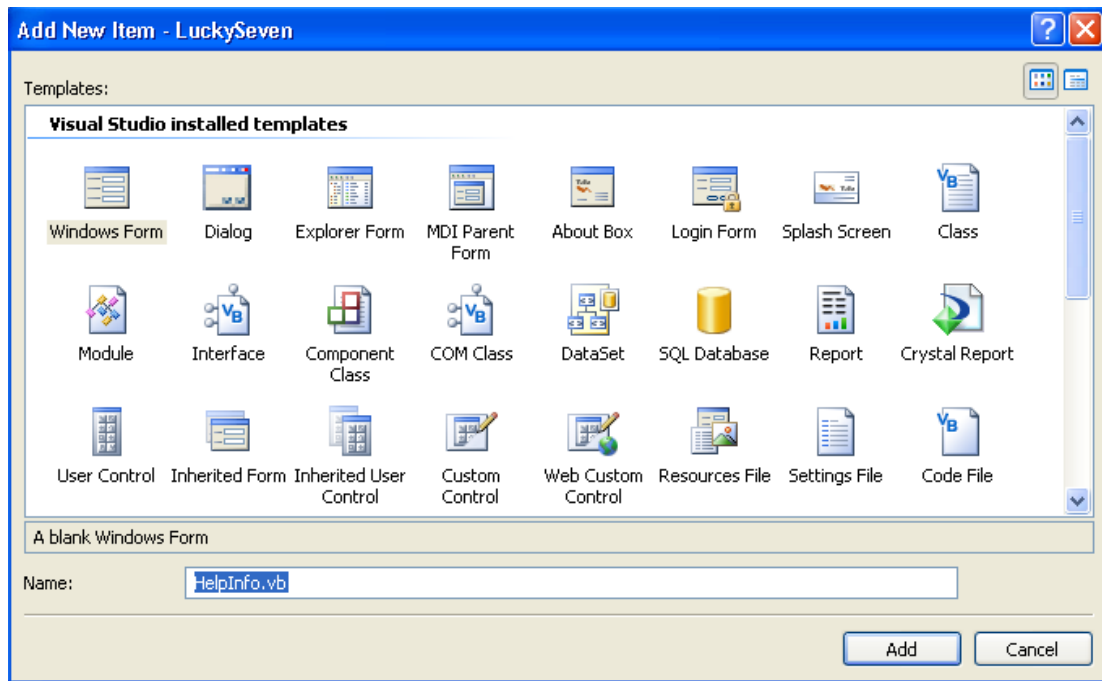 Add New Item - LuckySeven
Templates:
Visual Studio installed templates
Windows Form
Dialog
Explorer Form
MDI Parent
Form
About Box
Login Form
Splash Screen
Class
Module
Interface
Component
Class
COM Class
DataSet
SQL Database
Report
Crystal Report
User Control
Inherited Form
Inherited User
Control
Custom
Control
Web Custom
Control
Resources File
Settings File
Code File
A blank Windows Form
Name:
HelpInfo.vb
Add
Cancel